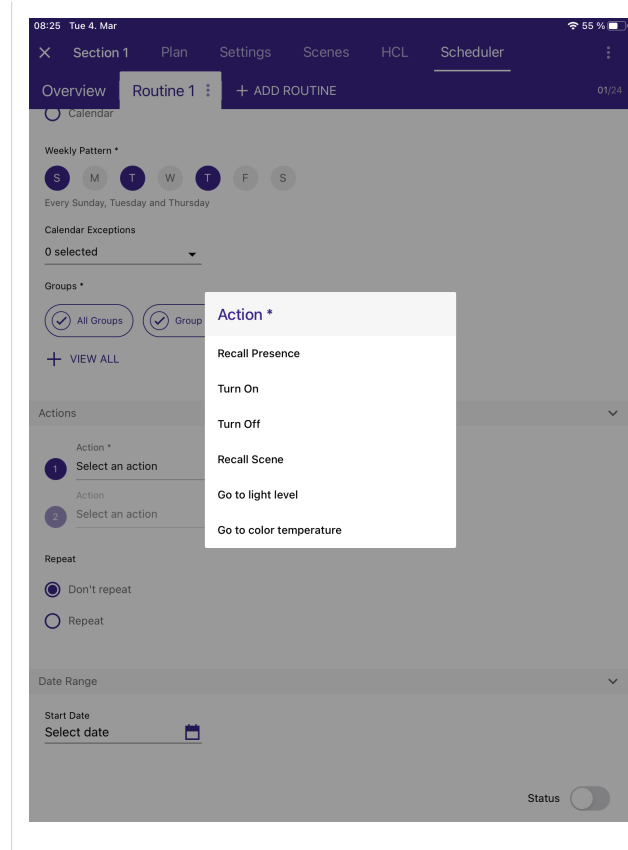 08:25 Tue 4. Mar 55 %
Section 1 Plan Settings Scenes HCL Scheduler
Overview Routine 1 + ADD ROUTINE 01/24
Calendar
Weekly Pattern *
S M T W T F S
Every Sunday, Tuesday and Thursday
Calendar Exceptions
0 selected
Groups *
All Groups Group
VIEW ALL
Action *
Recall Presence
Turn On
Turn Off
Recall Scene
Go to light level
Go to color temperature
Actions
Action *
1 Select an action
Action
2 Select an action
Repeat
Don't repeat
Repeat
Date Range
Start Date
Select date
Status